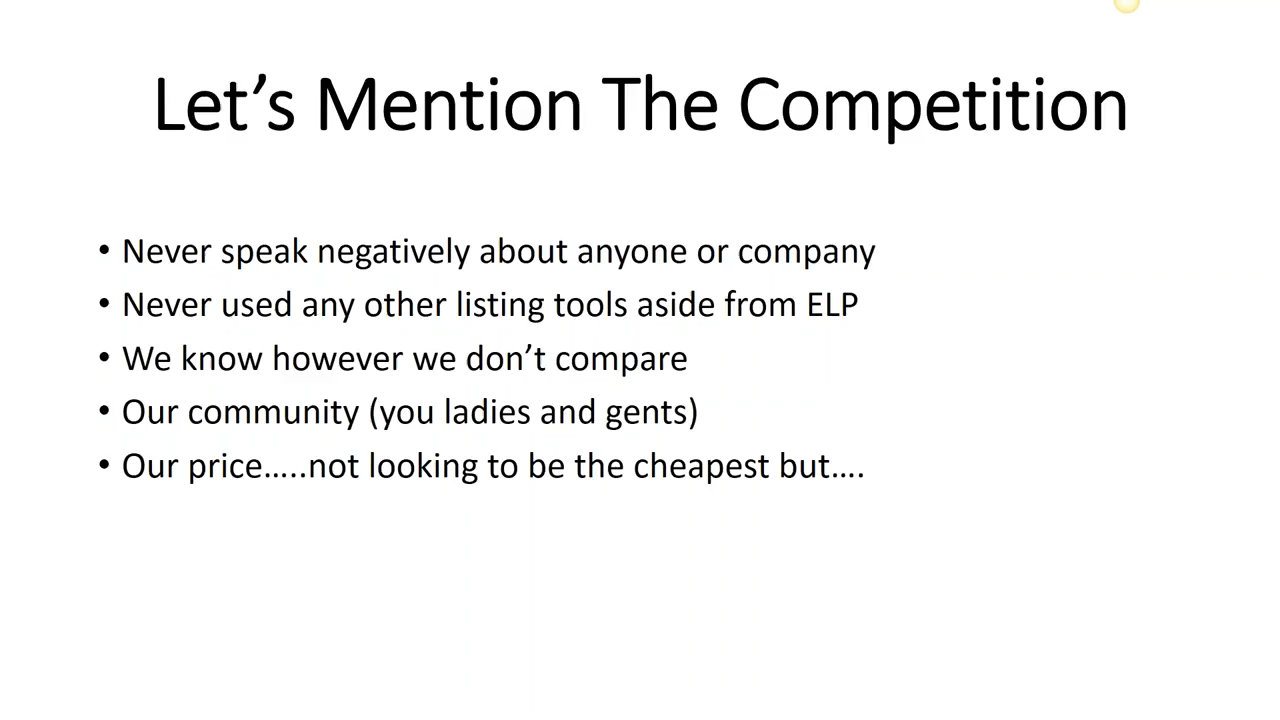 Let’s Mention The Competition
• Never speak negatively about anyone or company
• Never used any other listing tools aside from ELP
• We know however we don’t compare
• Our community (you ladies and gents)
• Our price…..not looking to be the cheapest but….